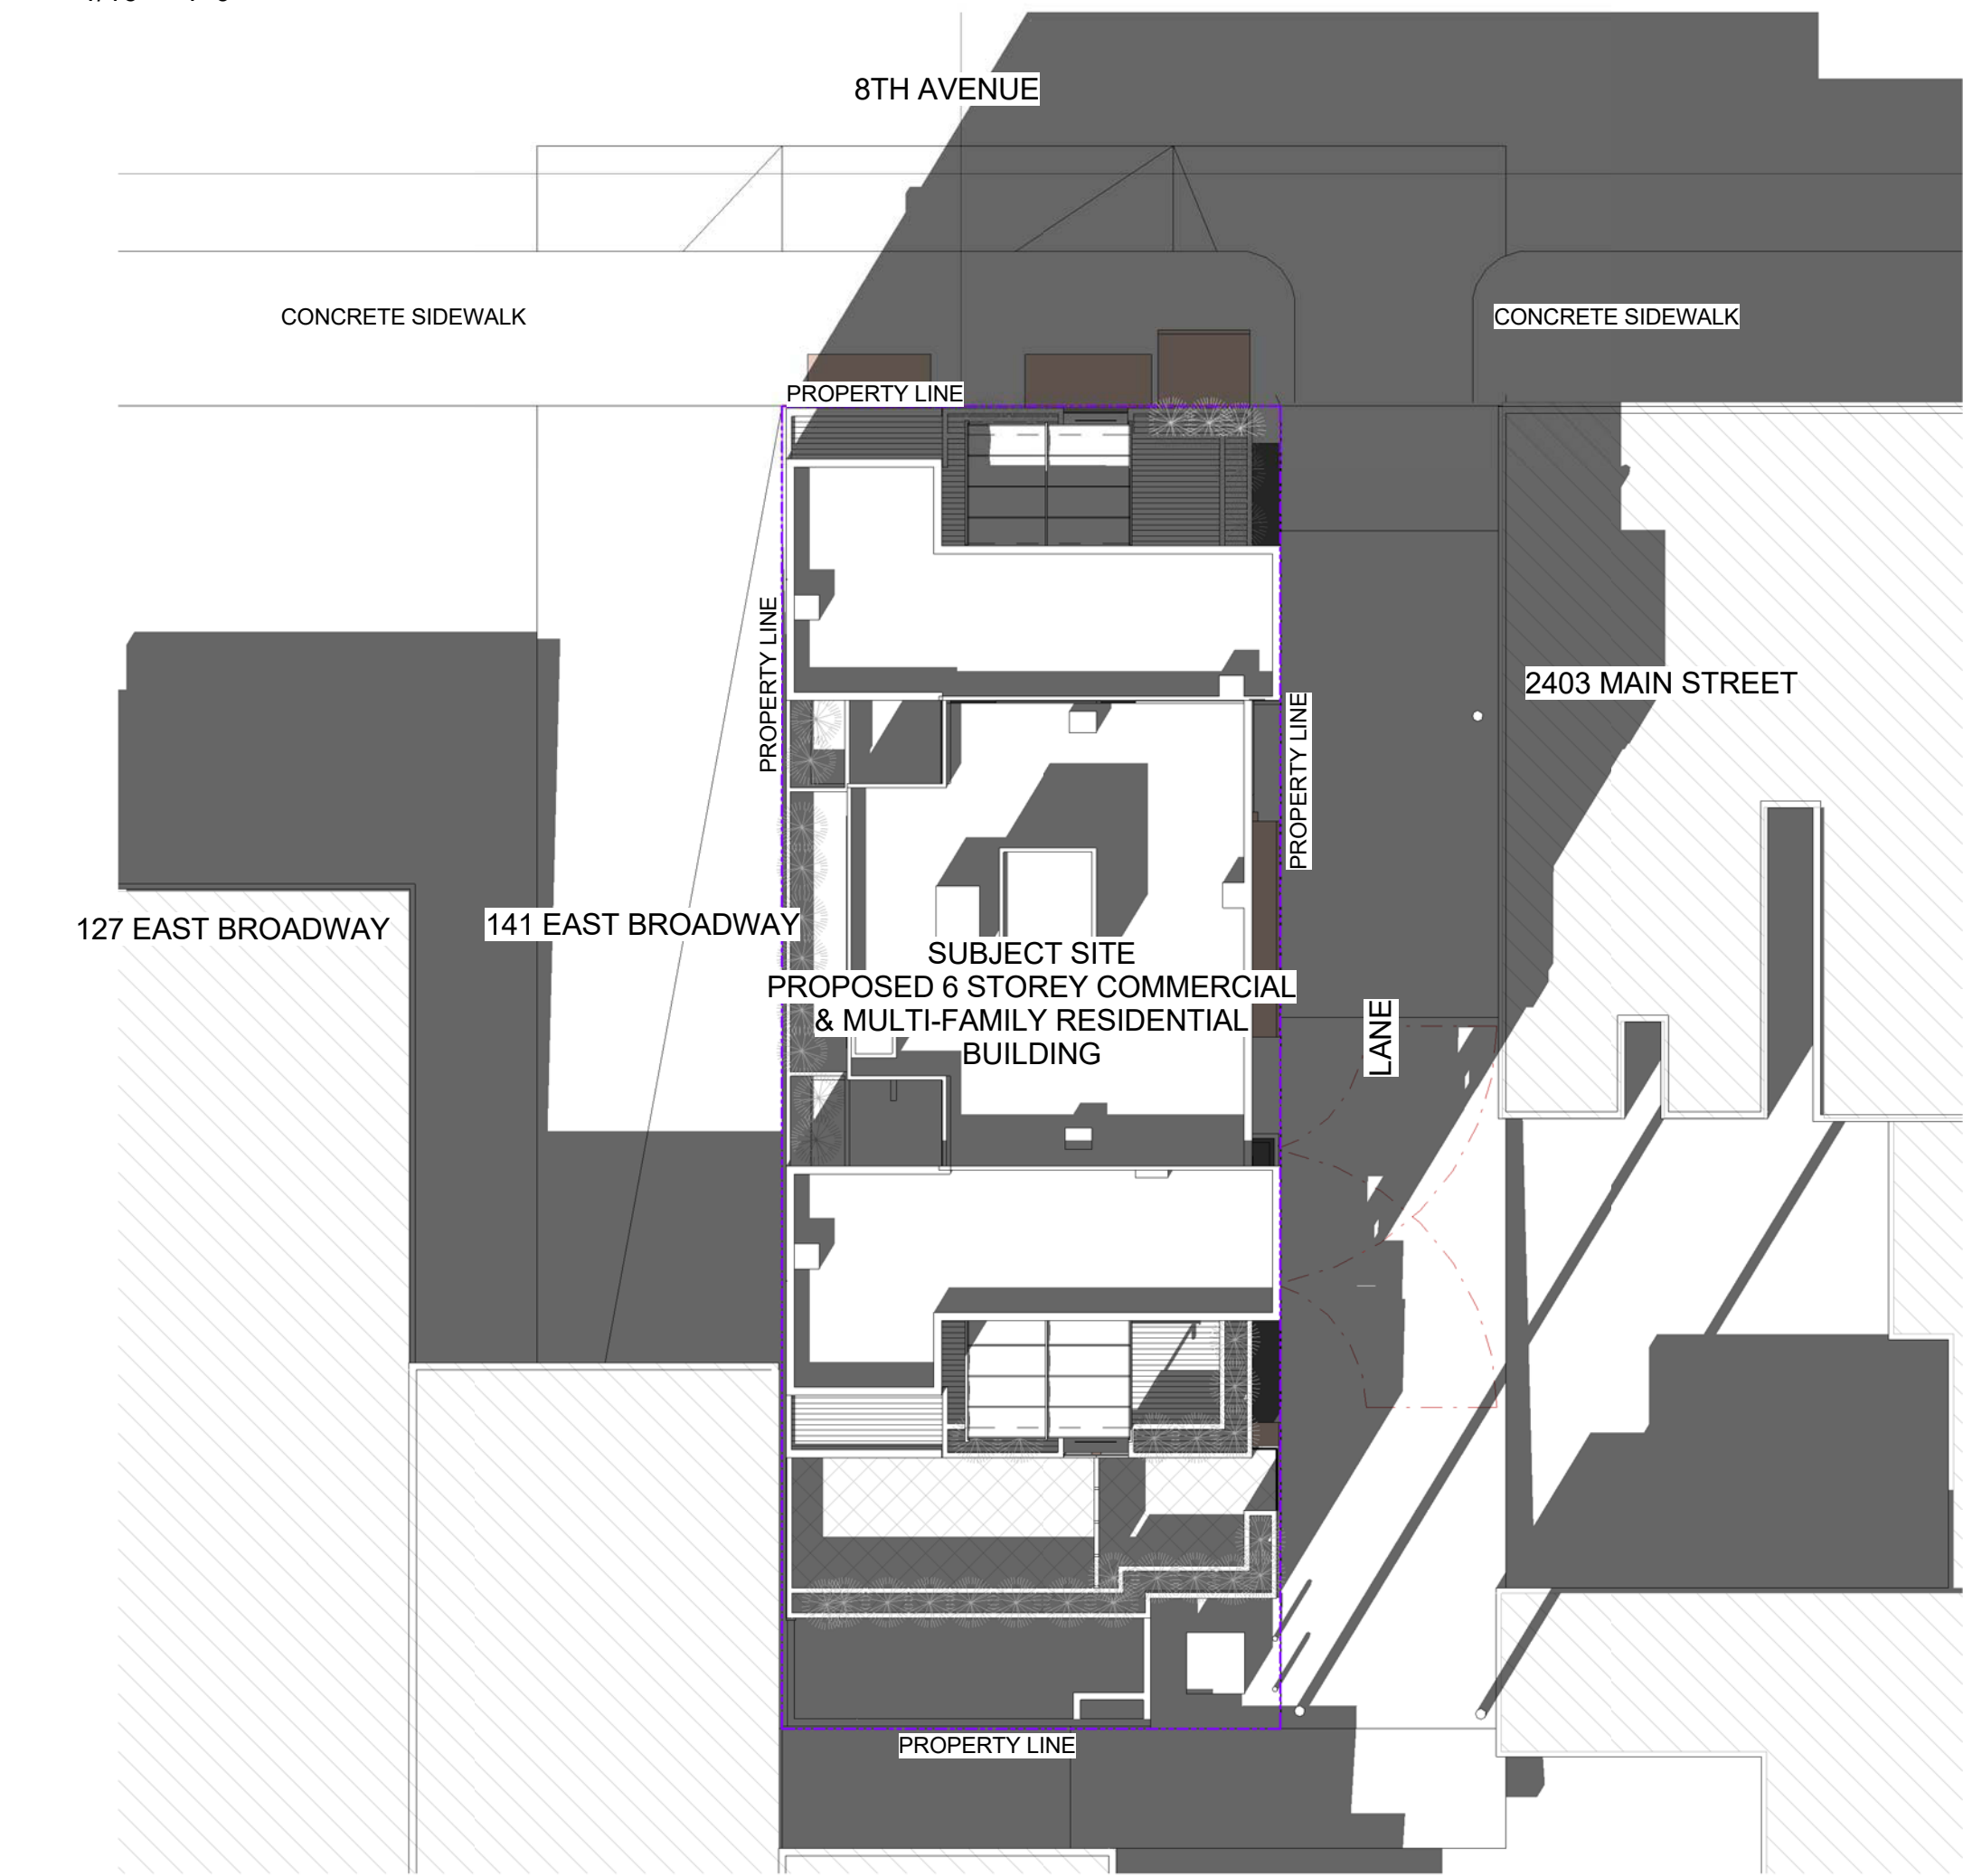 8TH AVENUE
CONCRETE SIDEWALK
CONCRETE SIDEWALK
PROPERTY LINE
PROPERTY LINE
PROPERTY LINE
2403 MAIN STREET
127 EAST BROADWAY
141 EAST BROADWAY
SUBJECT SITE
PROPOSED 6 STOREY COMMERCIAL
& MULTI-FAMILY RESIDENTIAL
BUILDING
LANE
PROPERTY LINE